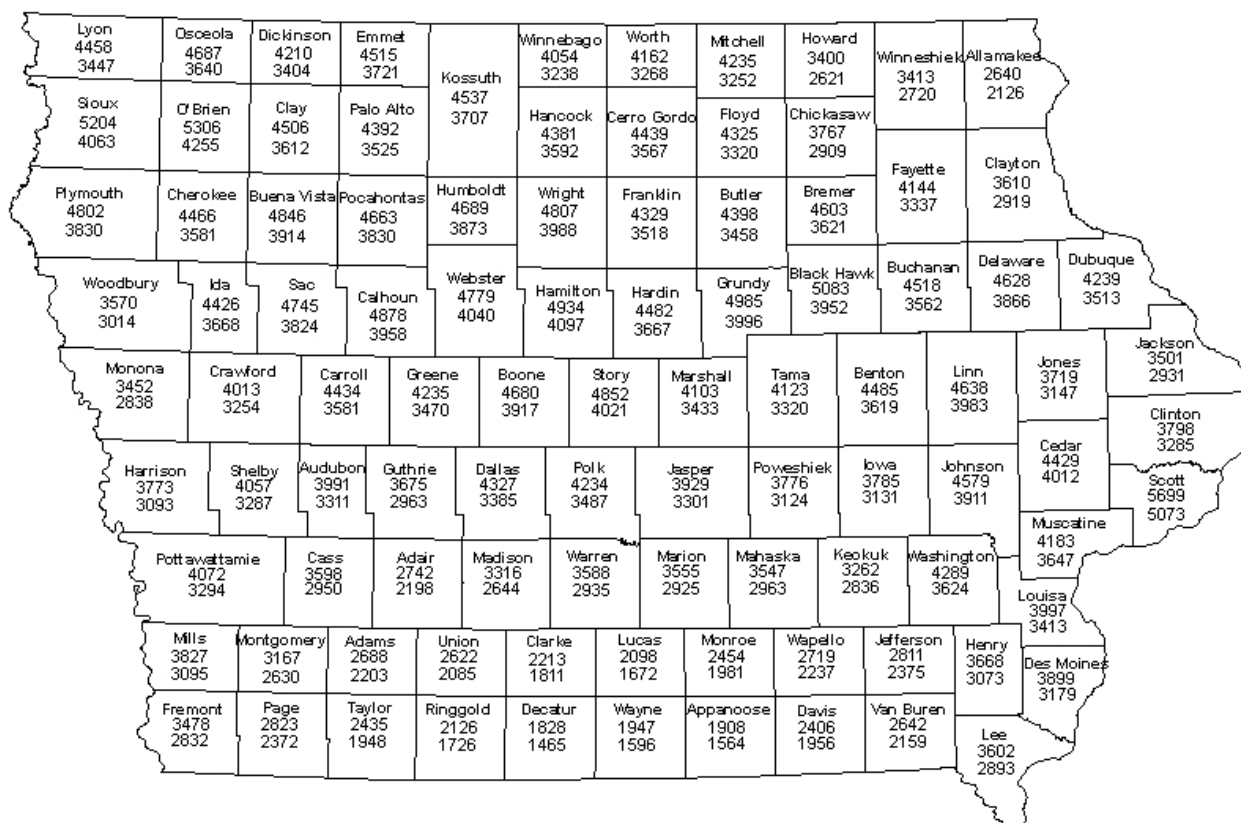 Lyon
4458
3447
Osceola
4687
3640
Dickinson
4210
3404
Emmet
4515
3721
Kossuth
4537
3707
Winnebago
4054
3238
Worth
4162
3268
Mitchell
4235
3252
Howard
3400
2621
Winneshiek
3413
2720
Allamakee
2640
2126
Sioux
5204
4063
O'Brien
5306
4255
Clay
4506
3612
Palo Alto
4392
3525
Hancock
4381
3592
Cerro Gordo
4439
3567
Floyd
4325
3320
Chickasaw
3767
2909
Fayette
4144
3337
Clayton
3610
2919
Plymouth
4802
3830
Cherokee
4466
3581
Buena Vista
4846
3914
Pocahontas
4663
3830
Humboldt
4689
3873
Wright
4807
3988
Franklin
4329
3518
Butler
4398
3458
Bremer
4603
3621
Woodbury
3570
3014
Ida
4426
3668
Sac
4745
3824
Calhoun
4878
3958
Webster
4779
4040
Hamilton
4934
4097
Hardin
4482
3667
Grundy
4985
3996
Black Hawk
5083
3952
Buchanan
4518
3562
Delaware
4628
3866
Dubuque
4239
3513
Monona
3452
2838
Crawford
4013
3254
Carroll
4434
3581
Greene
4235
3470
Boone
4680
3917
Story
4852
4021
Marshall
4103
3433
Tama
4123
3320
Benton
4485
3619
Linn
4638
3983
Jones
3719
3147
Jackson
3501
2931
Clinton
3798
3285
Harrison
3773
3093
Shelby
4057
3287
Audubon
3991
3311
Guthrie
3675
2963
Dallas
4327
3385
Polk
4234
3487
Jasper
3929
3301
Poweshiek
3776
3124
Iowa
3785
3131
Johnson
4579
3911
Cedar
4429
4012
Scott
5699
5073
Muscatine
4183
3647
Pottawattamie
4072
3294
Cass
3598
2950
Adair
2742
2198
Madison
3316
2644
Warren
3588
2935
Marion
3555
2925
Mahaska
3547
2963
Keokuk
3262
2836
Washington
4289
3624
Louisa
3997
3413
Mills
3827
3095
Montgomery
3167
2630
Adams
2688
2203
Union
2622
2085
Clarke
2213
1811
Lucas
2098
1672
Monroe
2454
1981
Wapello
2719
2237
Jefferson
2811
2375
Henry
3668
3073
Des Moines
3899
3179
Fremont
3478
2832
Page
2823
2372
Taylor
2435
1948
Ringgold
2126
1726
Decatur
1828
1465
Wayne
1947
1596
Appanoose
1908
1564
Davis
2406
1956
Van Buren
2642
2159
Lee
3602
2893